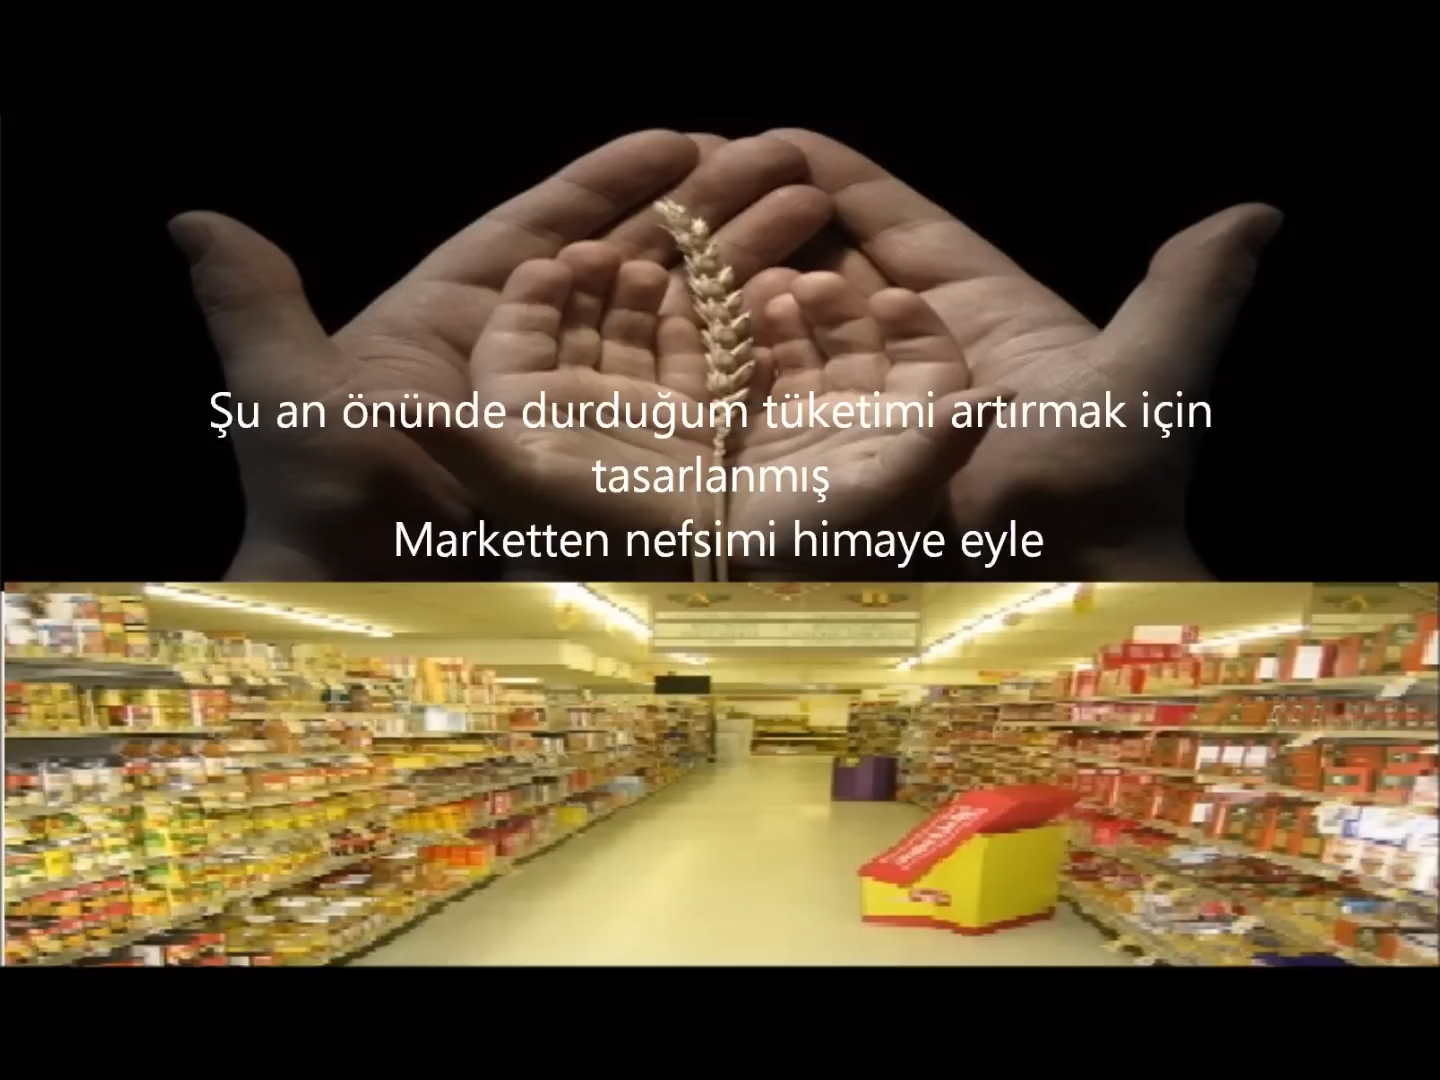 Şu an önünde durduğum tüketimi artırmak için
tasarlanmış
Marketten nefsimi himaye eyle